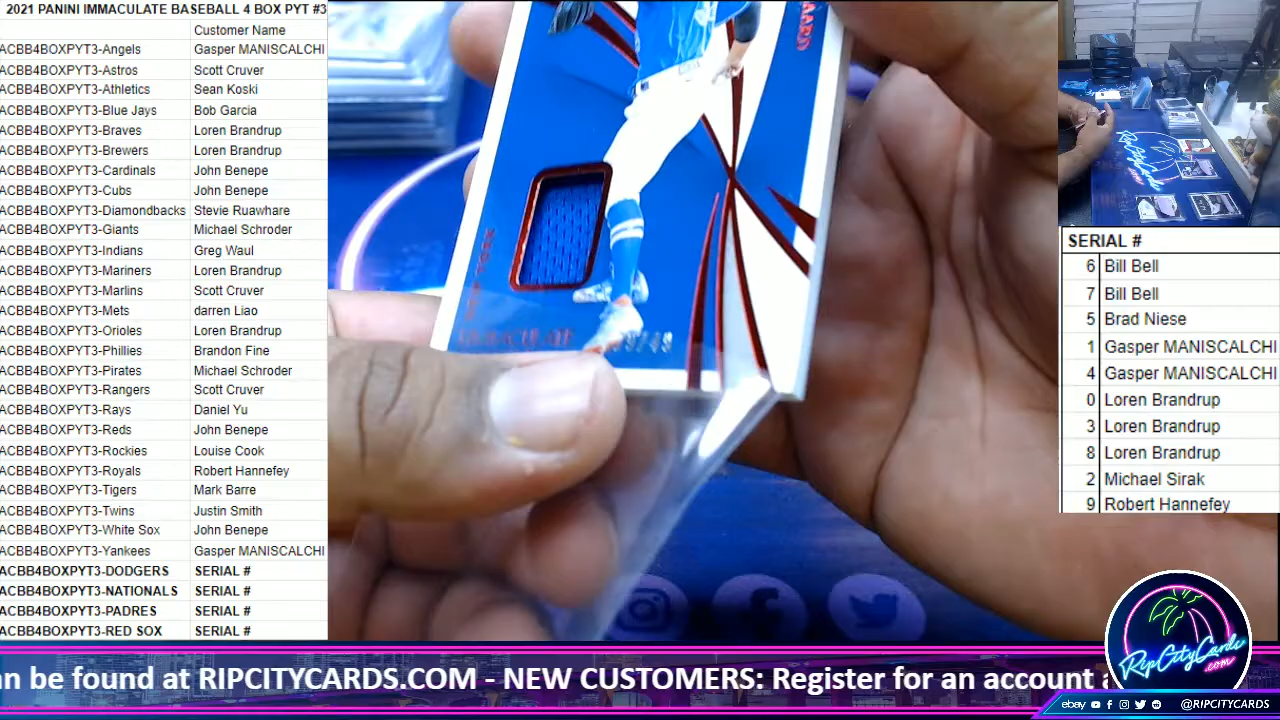 2021 PANINI IMMACULATE BASEBALL 4 BOX PYT #3
Customer Name
ACBB4BOXPYT3-Angels Gasper MANISCALCHI
ACBB4BOXPYT3-Astros Scott Cruver
ACBB4BOXPYT3-Athletics Sean Koski
ACBB4BOXPYT3-Blue Jays Bob Garcia
ACBB4BOXPYT3-Braves Loren Brandrup
ACBB4BOXPYT3-Brewers Loren Brandrup
ACBB4BOXPYT3-Cardinals John Benepe
ACBB4BOXPYT3-Cubs John Benepe
ACBB4BOXPYT3-Diamondbacks Stevie Ruawhare
ACBB4BOXPYT3-Giants Michael Schroder
ACBB4BOXPYT3-Indians Greg Waul
ACBB4BOXPYT3-Mariners Loren Brandrup
ACBB4BOXPYT3-Marlins Scott Cruver
ACBB4BOXPYT3-Mets darren Liao
ACBB4BOXPYT3-Orioles Loren Brandrup
ACBB4BOXPYT3-Phillies Brandon Fine
ACBB4BOXPYT3-Pirates Michael Schroder
ACBB4BOXPYT3-Rangers Scott Cruver
ACBB4BOXPYT3-Rays Daniel Yu
ACBB4BOXPYT3-Reds John Benepe
ACBB4BOXPYT3-Rockies Louise Cook
ACBB4BOXPYT3-Royals Robert Hannefey
ACBB4BOXPYT3-Tigers Mark Barre
ACBB4BOXPYT3-Twins Justin Smith
ACBB4BOXPYT3-White Sox John Benepe
ACBB4BOXPYT3-Yankees Gasper MANISCALCHI
ACBB4BOXPYT3-DODGERS SERIAL #
ACBB4BOXPYT3-NATIONALS SERIAL #
ACBB4BOXPYT3-PADRES SERIAL #
ACBB4BOXPYT3-RED SOX SERIAL #
SERIAL #
6 Bill Bell
7 Bill Bell
5 Brad Niese
1 Gasper MANISCALCHI
4 Gasper MANISCALCHI
0 Loren Brandrup
3 Loren Brandrup
8 Loren Brandrup
2 Michael Sirak
9 Robert Hannefey
RipCityCards
.com
n be found at RIPCITYCARDS.COM - NEW CUSTOMERS: Register for an account a
ebay @RIPCITYCARDS